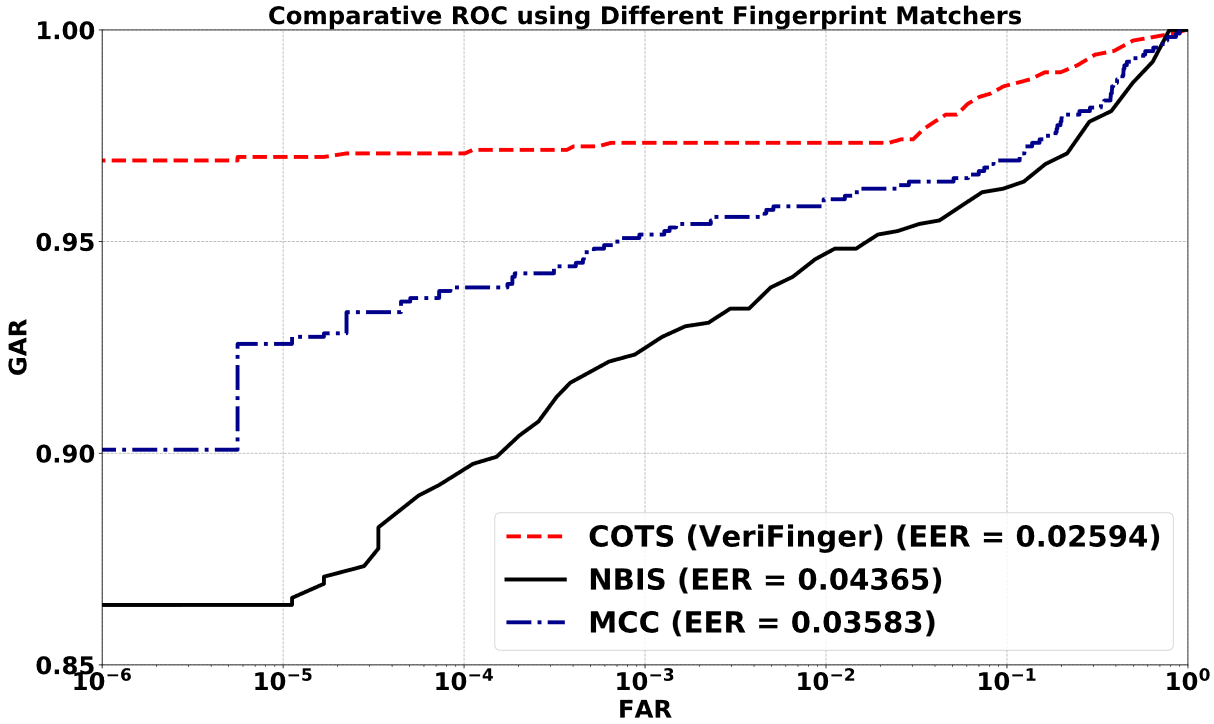 Comparative ROC using Different Fingerprint Matchers
1.00
0.95
0.90
0.85
GAR
COTS (VeriFinger) (EER = 0.02594)
NBIS (EER = 0.04365)
MCC (EER = 0.03583)
10⁻⁶ 10⁻⁵ 10⁻⁴ 10⁻³ 10⁻² 10⁻¹ 10⁰
FAR